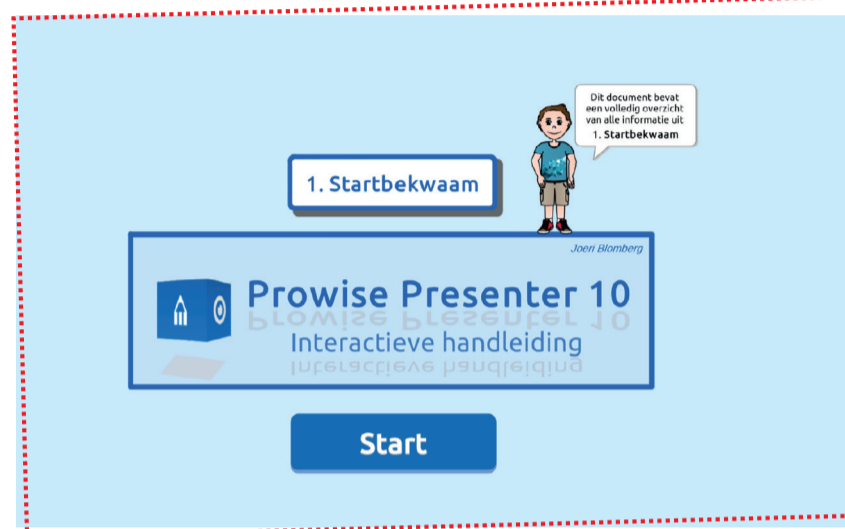 Dit document bevat
een volledig overzicht
van alle informatie uit
1. Startbekwaam
1. Startbekwaam
Joeri Blomberg
Prowise Presenter 10
Interactieve handleiding
Start